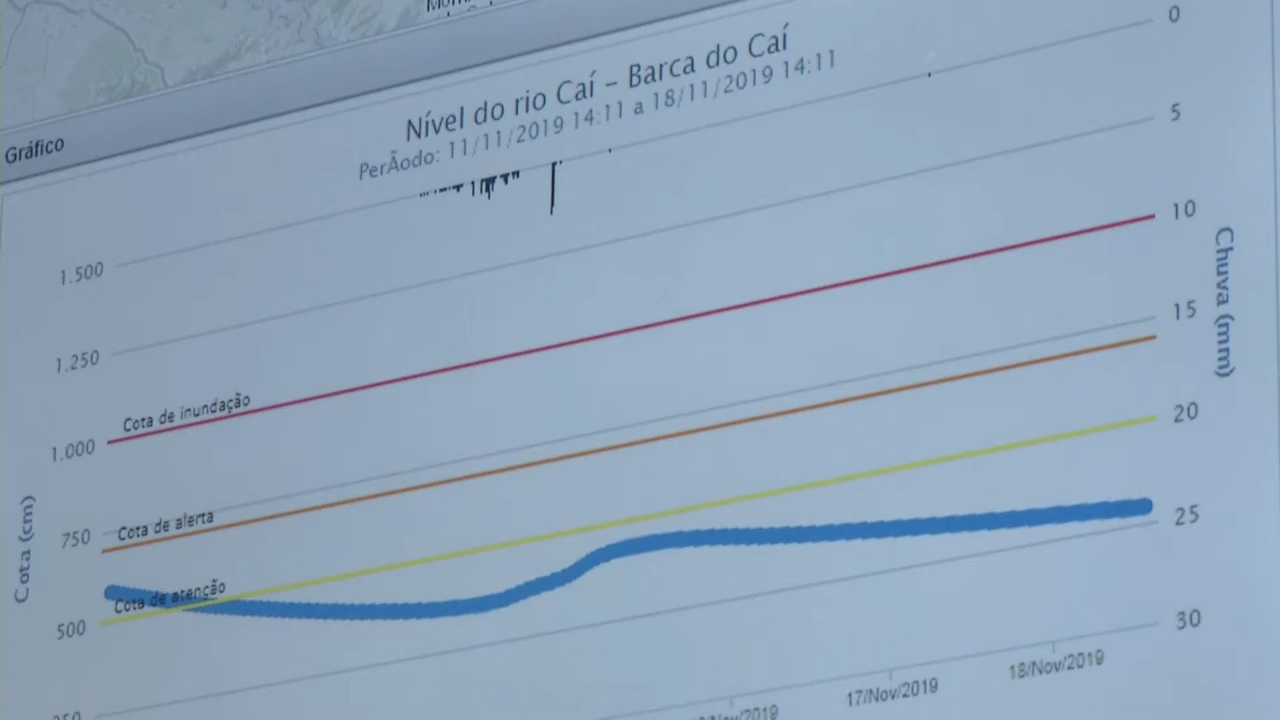 Gráfico
Nível do rio Caí - Barca do Caí
PerÃodo: 11/11/2019 14:11 a 18/11/2019 14:11
0
5
10
15
20
25
30
Chuva (mm)
1.500
1.250
1.000
750
500
Cota (cm)
Cota de inundação
Cota de alerta
Cota de atenção
17/Nov/2019
18/Nov/2019